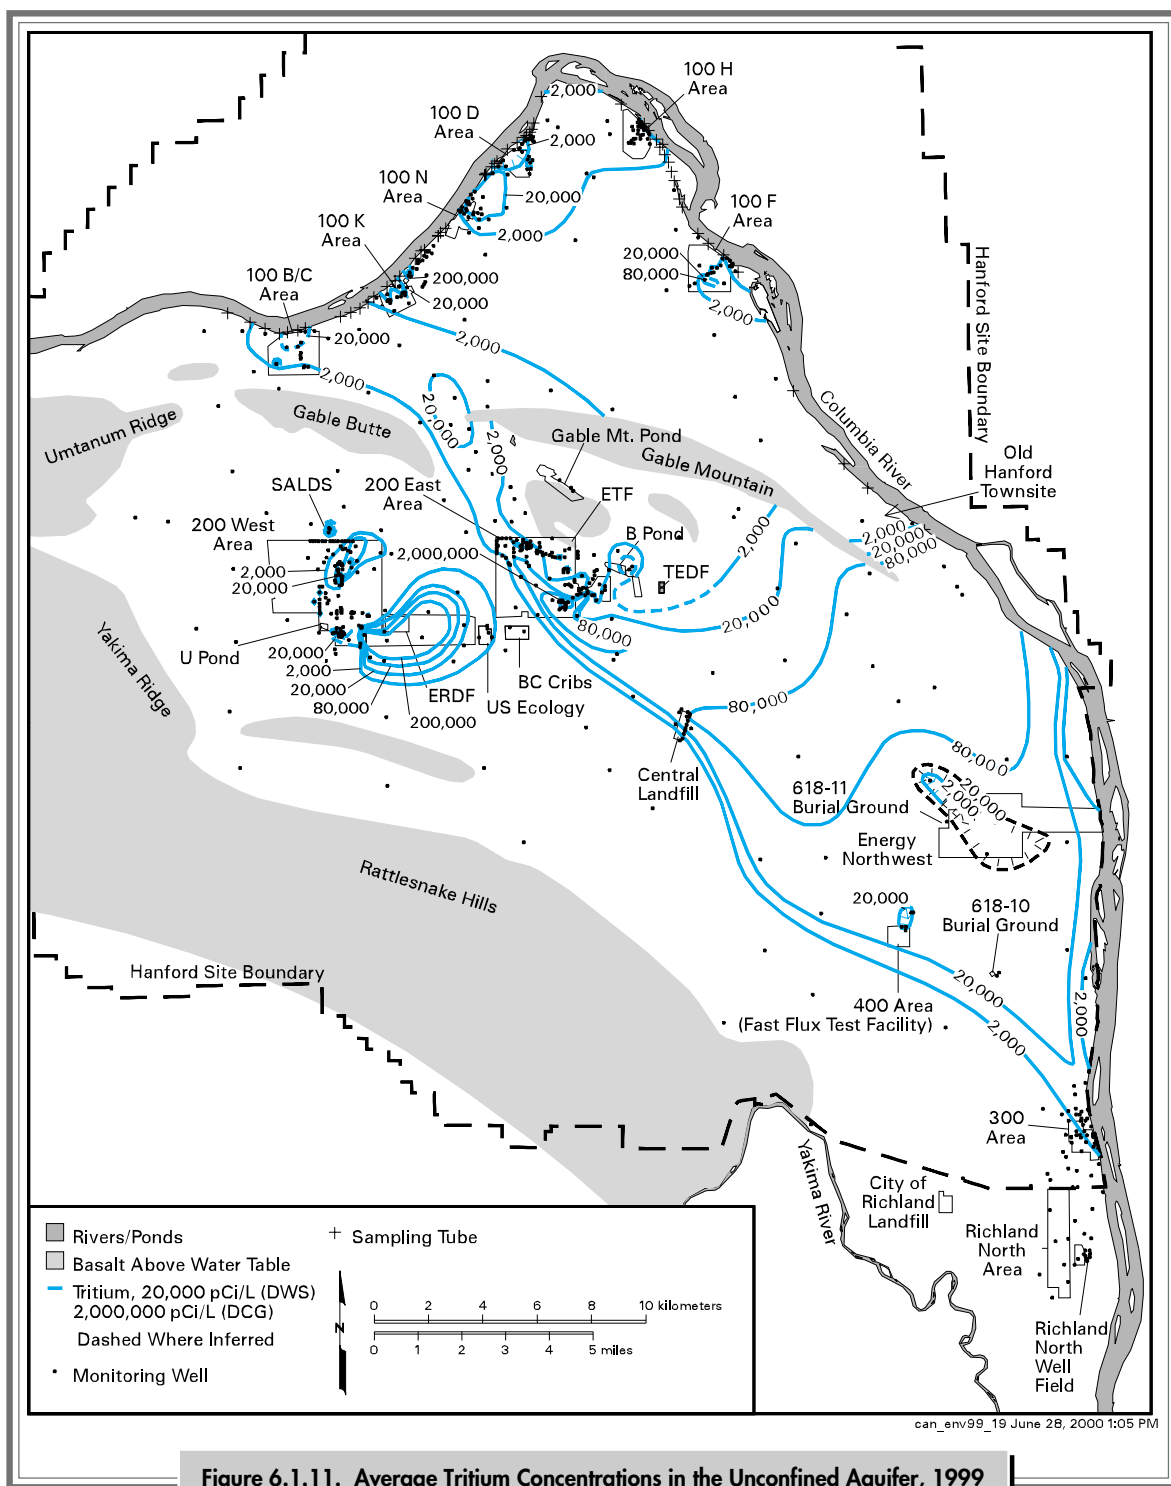 100 H
Area
2,000
100 D
Area
2,000
100 N
Area
20,000
2,000
100 F
Area
100 K
Area
20,000
80,000
2,000
200,000
20,000
100 B/C
Area
20,000
2,000
2,000
Hanford Site Boundary
Columbia River
Umtanum Ridge
Gable Butte
20,000
2,000
Gable Mt. Pond
Gable Mountain
Old
Hanford
Townsite
SALDS
200 East
Area
ETF
200 West
Area
B Pond
2,000
2,000
20,000
80,000
2,000,000
TEDF
2,000
20,000
20,000
80,000
Yakima Ridge
U Pond
20,000
2,000
20,000
80,000
ERDF
200,000
BC Cribs
US Ecology
80,000
80,000
Central
Landfill
618-11
Burial Ground
20,000
2,000
Energy
Northwest
Rattlesnake Hills
20,000
618-10
Burial Ground
Hanford Site Boundary
20,000
400 Area
(Fast Flux Test Facility)
2,000
2,000
300
Area
Yakima River
City of
Richland
Landfill
Richland
North
Area
Richland
North
Well
Field
Rivers/Ponds
Basalt Above Water Table
Tritium, 20,000 pCi/L (DWS)
2,000,000 pCi/L (DCG)
Dashed Where Inferred
Monitoring Well
Sampling Tube
N
0 2 4 6 8 10 kilometers
0 1 2 3 4 5 miles
can_env99_19 June 28, 2000 1:05 PM
Figure 6.1.11. Average Tritium Concentrations in the Unconfined Aquifer, 1999